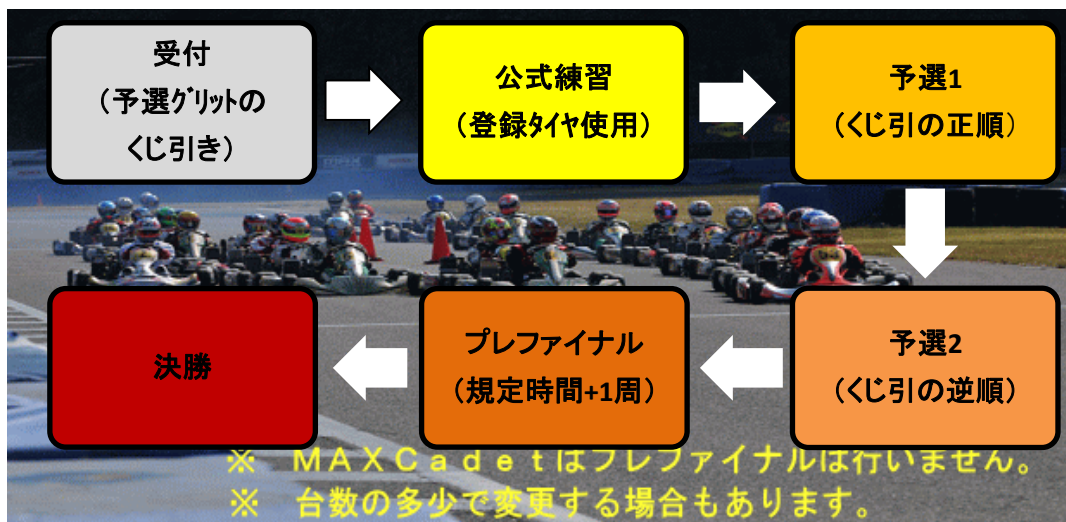 受付
（予選ｸﾞﾘｯﾄの
くじ引き）
公式練習
（登録ﾀｲﾔ使用）
予選1
（くじ引の正順）
予選2
（くじ引の逆順）
プレファイナル
（規定時間+1周）
決勝
※　ＭＡＸＣａｄｅｔはプレファイナルは行いません。
※　台数の多少で変更する場合もあります。